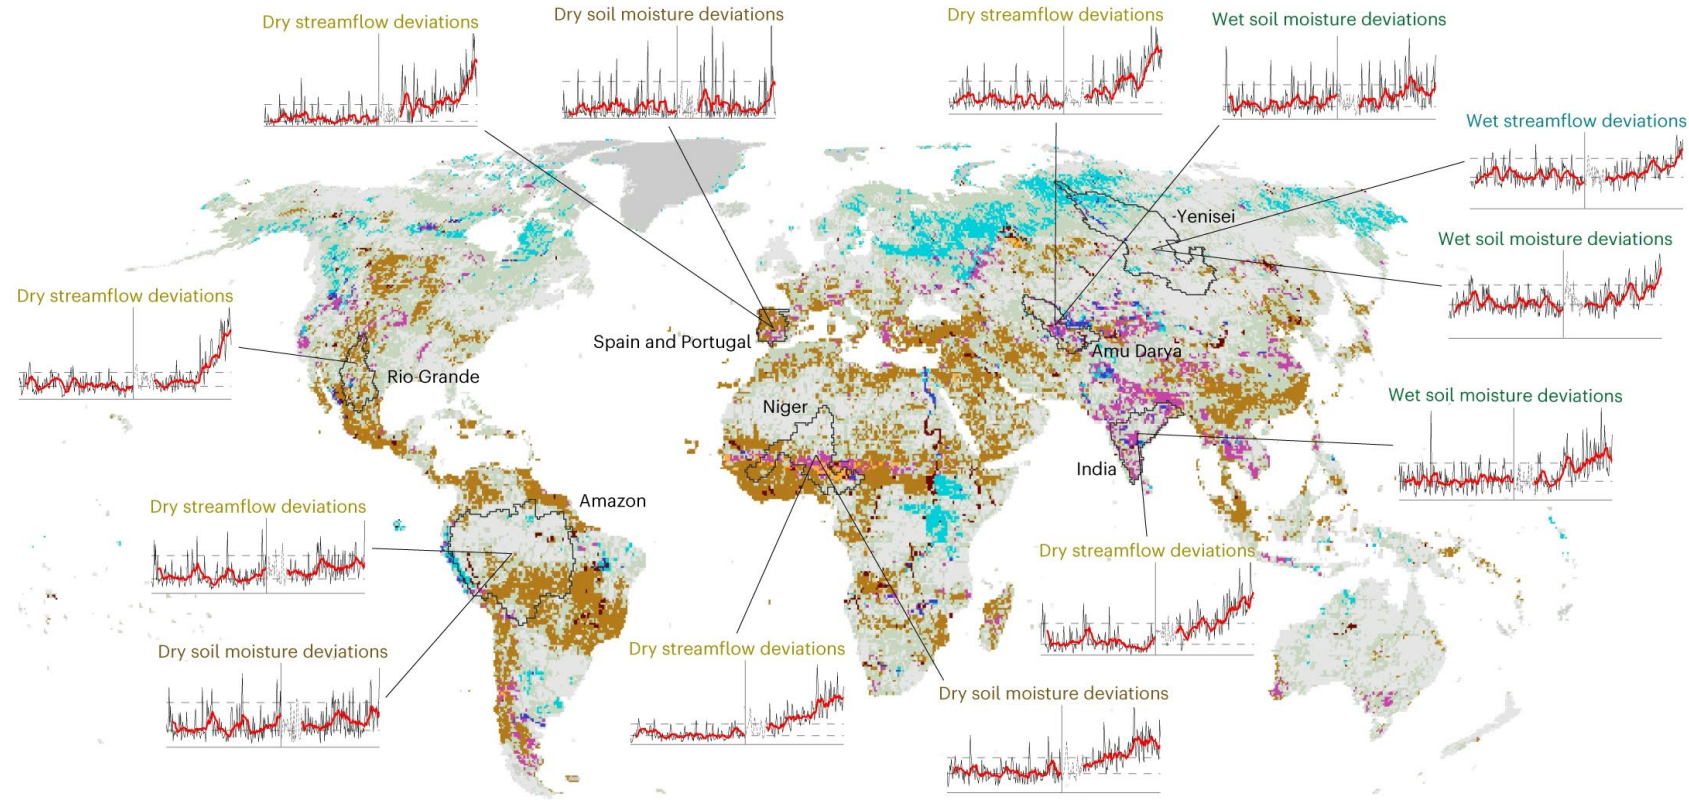 Dry streamflow deviations
Dry soil moisture deviations
Dry streamflow deviations
Wet soil moisture deviations
Wet streamflow deviations
Yenisei
Wet soil moisture deviations
Dry streamflow deviations
Spain and Portugal
Amu Darya
Rio Grande
Wet soil moisture deviations
Niger
India
Amazon
Dry streamflow deviations
Dry streamflow deviations
Dry soil moisture deviations
Dry streamflow deviations
Dry soil moisture deviations